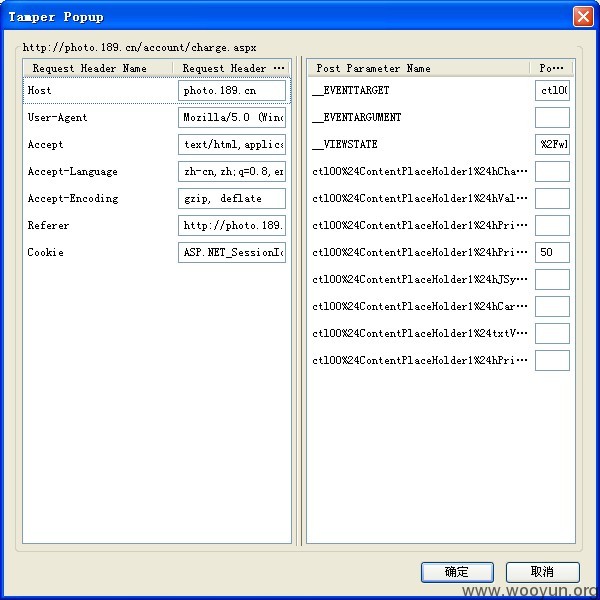 Tamper Popup
http://photo.189.cn/account/charge.aspx
Request Header Name Request Header ...
Host photo.189.cn
User-Agent Mozilla/5.0 (Wind
Accept text/html,applica
Accept-Language zh-cn,zh;q=0.8,en
Accept-Encoding gzip, deflate
Referer http://photo.189.
Cookie ASP.NET_SessionId
Post Parameter Name Po...
__EVENTTARGET ctl00
__EVENTARGUMENT
__VIEWSTATE %2FwE
ctl00%24ContentPlaceHolder1%24hCha...
ctl00%24ContentPlaceHolder1%24hVal...
ctl00%24ContentPlaceHolder1%24hPri...
ctl00%24ContentPlaceHolder1%24hPri... 50
ctl00%24ContentPlaceHolder1%24hJSy...
ctl00%24ContentPlaceHolder1%24hCar...
ctl00%24ContentPlaceHolder1%24txtV...
ctl00%24ContentPlaceHolder1%24hPri...
确定 取消
www.wooyun.org